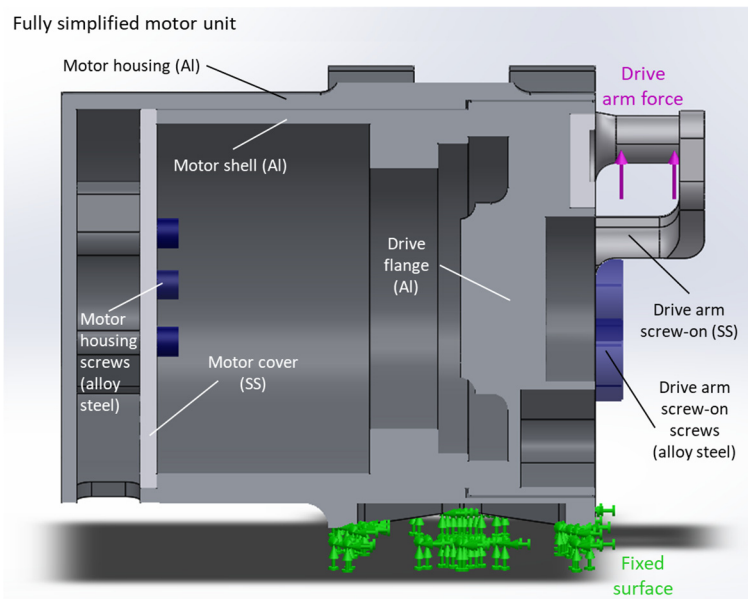 Fully simplified motor unit
Motor housing (Al)
Drive
arm force
Motor shell (Al)
Drive
flange
(Al)
Motor
housing
screws
(alloy
steel)
Motor cover
(SS)
Drive arm
screw-on (SS)
Drive arm
screw-on
screws
(alloy steel)
Fixed
surface